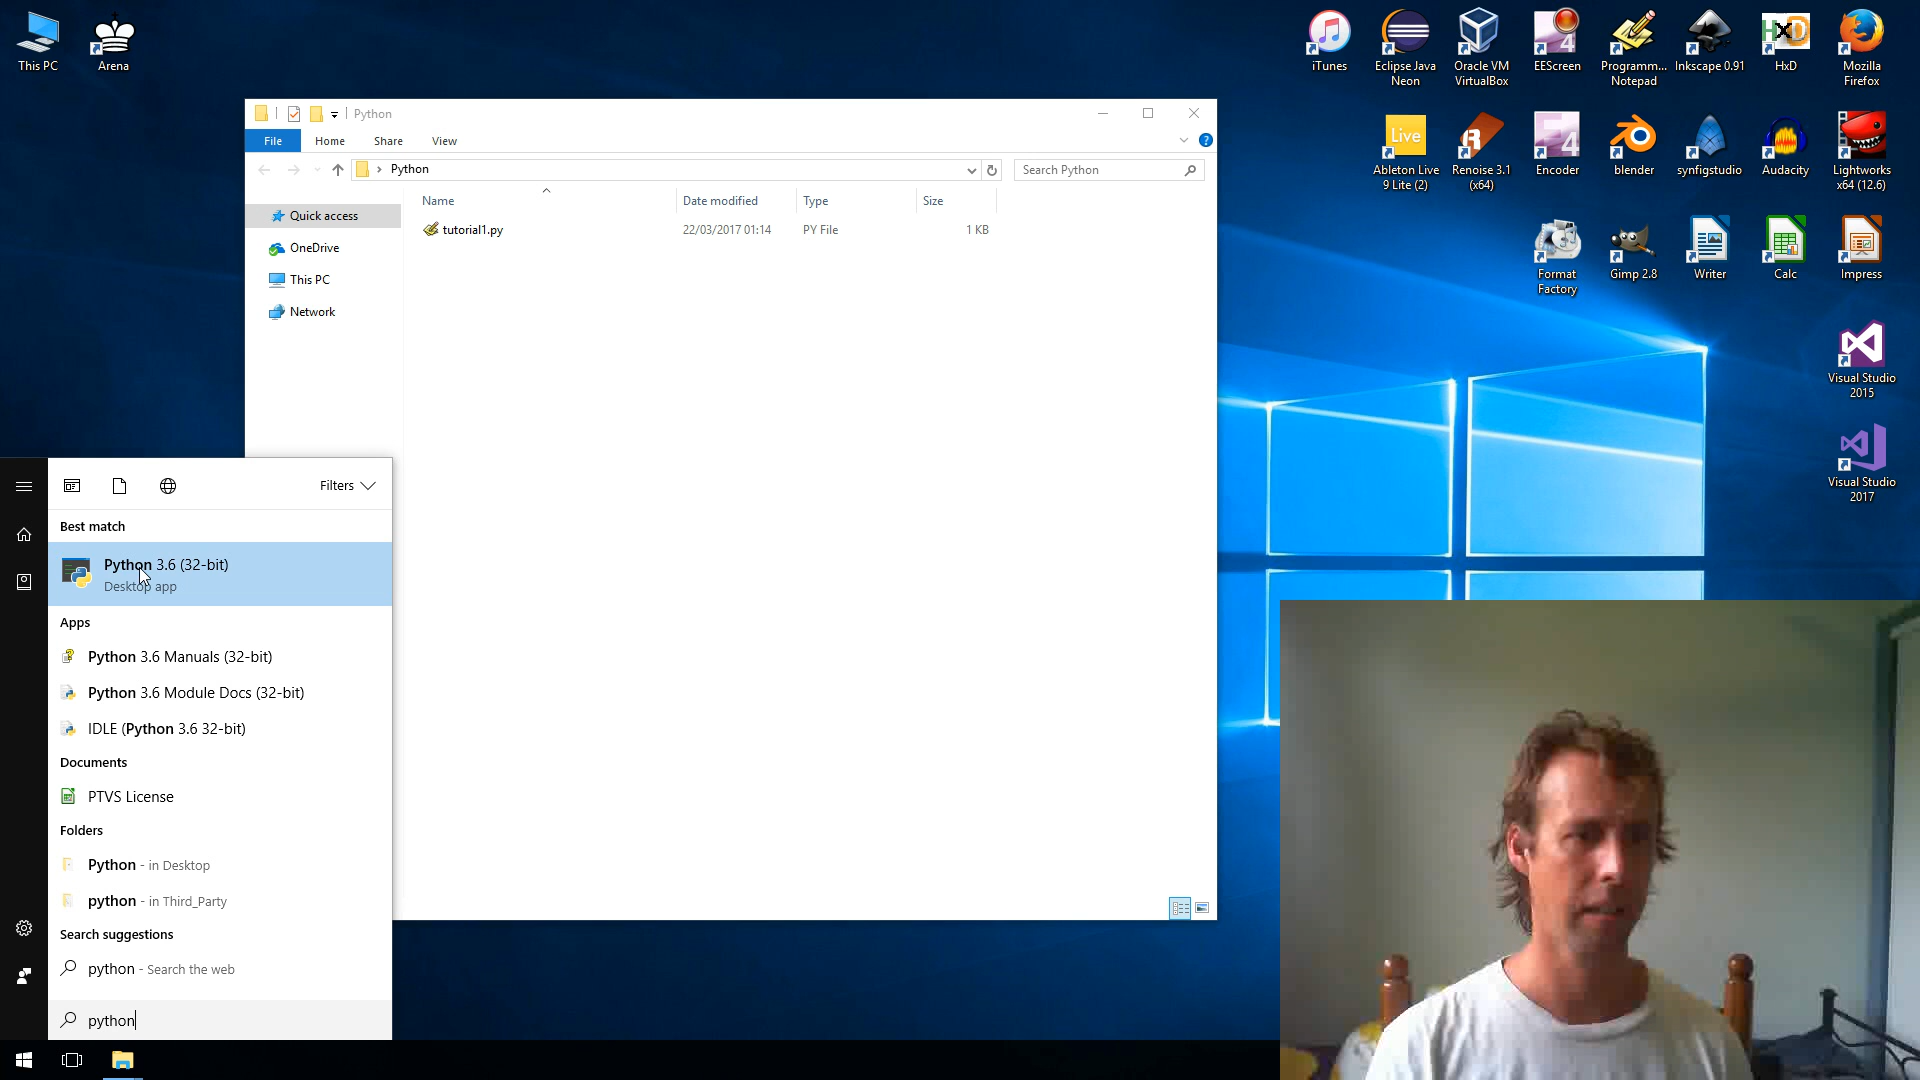 This PC
Arena
iTunes
Eclipse Java
Neon
Oracle VM
VirtualBox
EEScreen
Programm...
Notepad
Inkscape 0.91
HxD
Mozilla
Firefox
Live
Ableton Live
9 Lite (2)
Renoise 3.1
(x64)
Encoder
blender
synfigstudio
Audacity
Lightworks
x64 (12.6)
Format
Factory
Gimp 2.8
Writer
Calc
Impress
Visual Studio
2015
Visual Studio
2017
Python
File
Home
Share
View
Python
Search Python
Name
Date modified
Type
Size
tutorial1.py
22/03/2017 01:14
PY File
1 KB
Quick access
OneDrive
This PC
Network
Filters
Best match
Python 3.6 (32-bit)
Desktop app
Apps
Python 3.6 Manuals (32-bit)
Python 3.6 Module Docs (32-bit)
IDLE (Python 3.6 32-bit)
Documents
PTVS License
Folders
Python - in Desktop
python - in Third_Party
Search suggestions
python - Search the web
python